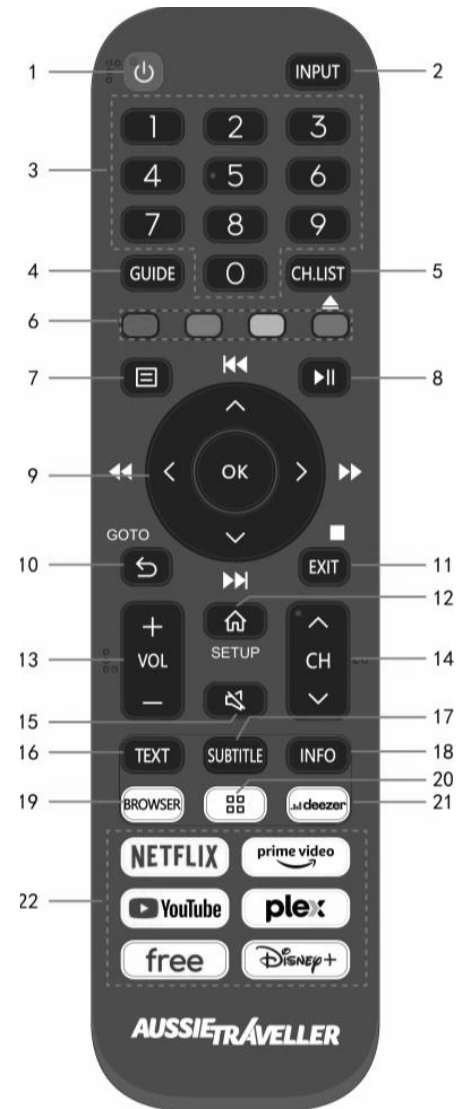 1 INPUT 2
1 2 3
3 4 5 6
7 8 9
4 GUIDE 0 CH.LIST 5
6
7 8
9 OK
GOTO
10 EXIT 11
12
SETUP
13 VOL CH 14
15 17
16 TEXT SUBTITLE INFO 18
20
19 BROWSER deezer 21
NETFLIX prime video
22 YouTube plex
free Disney+
AUSSIE TRAVELLER